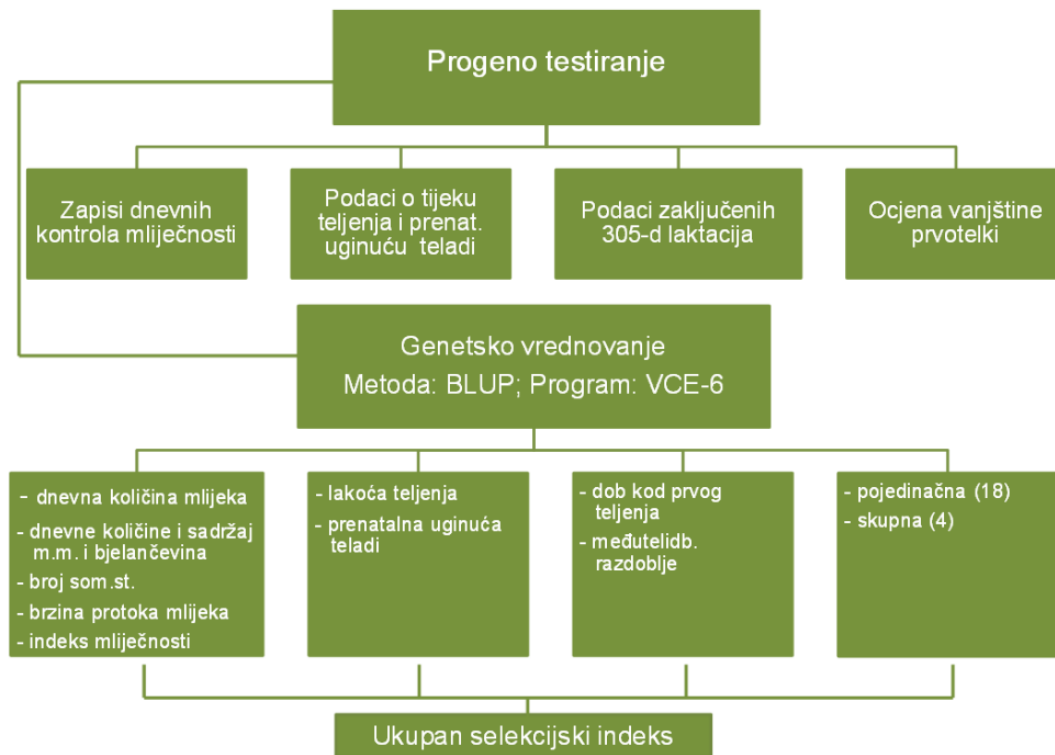 Progeno testiranje
Zapisi dnevnih
kontrola mliječnosti
Podaci o tijeku
teljenja i prenat.
uginuću teladi
Podaci zaključenih
305-d laktacija
Ocjena vanjštine
prvotelki
Genetsko vrednovanje
Metoda: BLUP; Program: VCE-6
- dnevna količina mlijeka
- dnevne količine i sadržaj
m.m. i bjelančevina
- broj som.st.
- brzina protoka mlijeka
- indeks mliječnosti
- lakoća teljenja
- prenatalna uginuća
teladi
- dob kod prvog
teljenja
- međutelidb.
razdoblje
- pojedinačna (18)
- skupna (4)
Ukupan selekcijski indeks